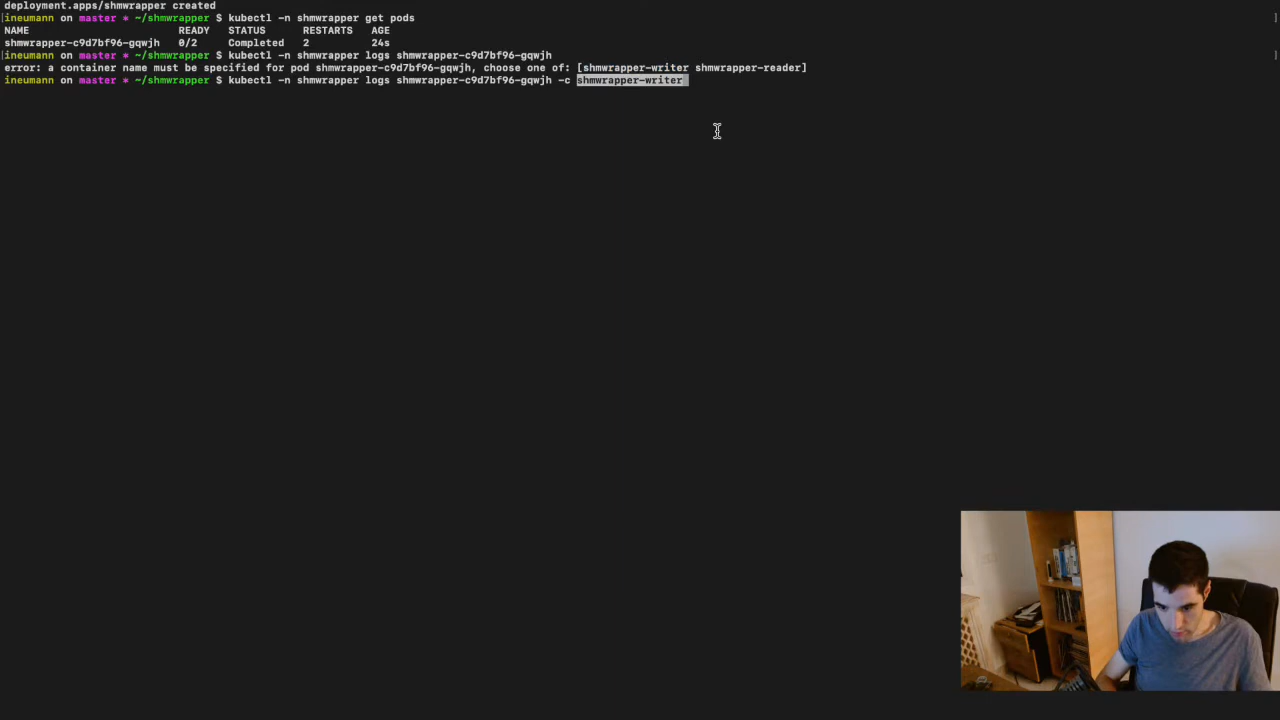 deployment.apps/shmwrapper created
ineumann on master * ~/shmwrapper $ kubectl -n shmwrapper get pods
NAME READY STATUS RESTARTS AGE
shmwrapper-c9d7bf96-gqwjh 0/2 Completed 2 24s
ineumann on master * ~/shmwrapper $ kubectl -n shmwrapper logs shmwrapper-c9d7bf96-gqwjh
error: a container name must be specified for pod shmwrapper-c9d7bf96-gqwjh, choose one of: [shmwrapper-writer shmwrapper-reader]
ineumann on master * ~/shmwrapper $ kubectl -n shmwrapper logs shmwrapper-c9d7bf96-gqwjh -c shmwrapper-writer